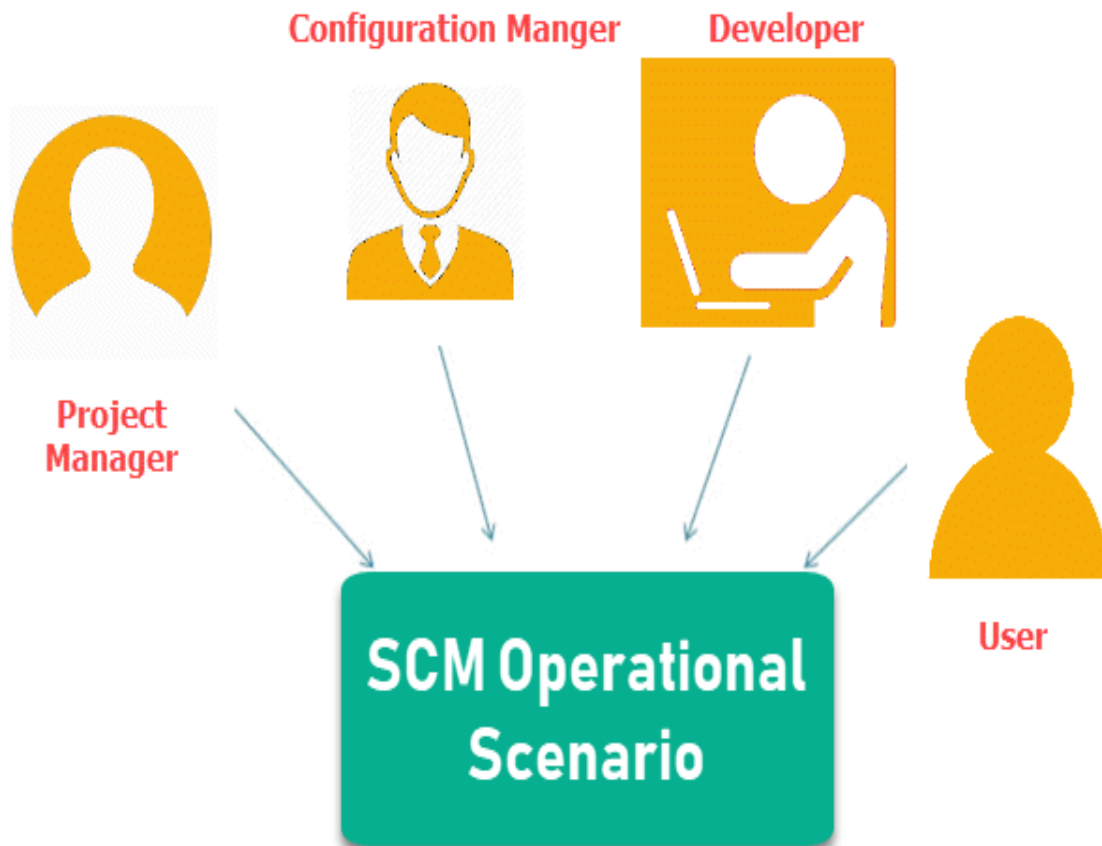 Configuration Manger
Developer
Project
Manager
User
SCM Operational
Scenario